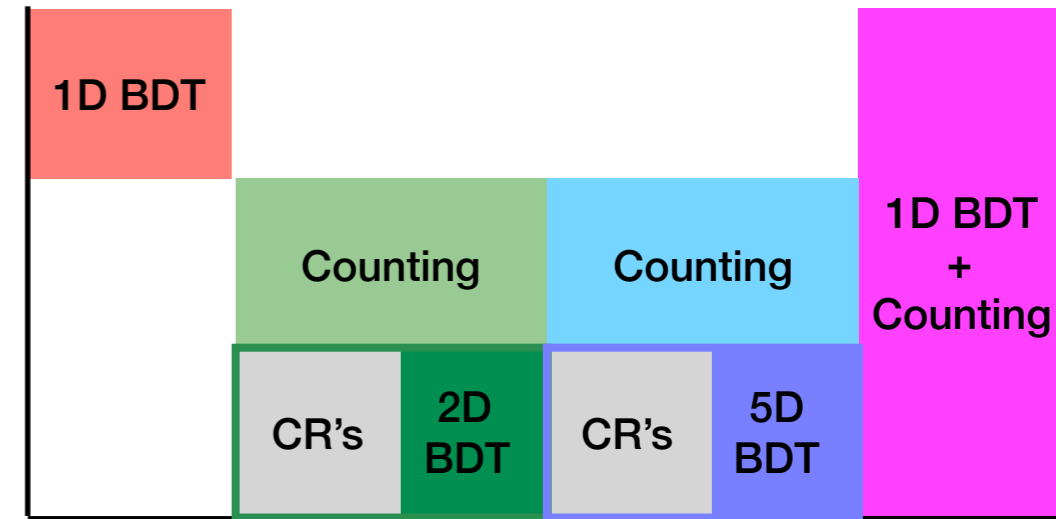 1D BDT
Counting
Counting
1D BDT
+
Counting
CR’s
2D
BDT
CR’s
5D
BDT